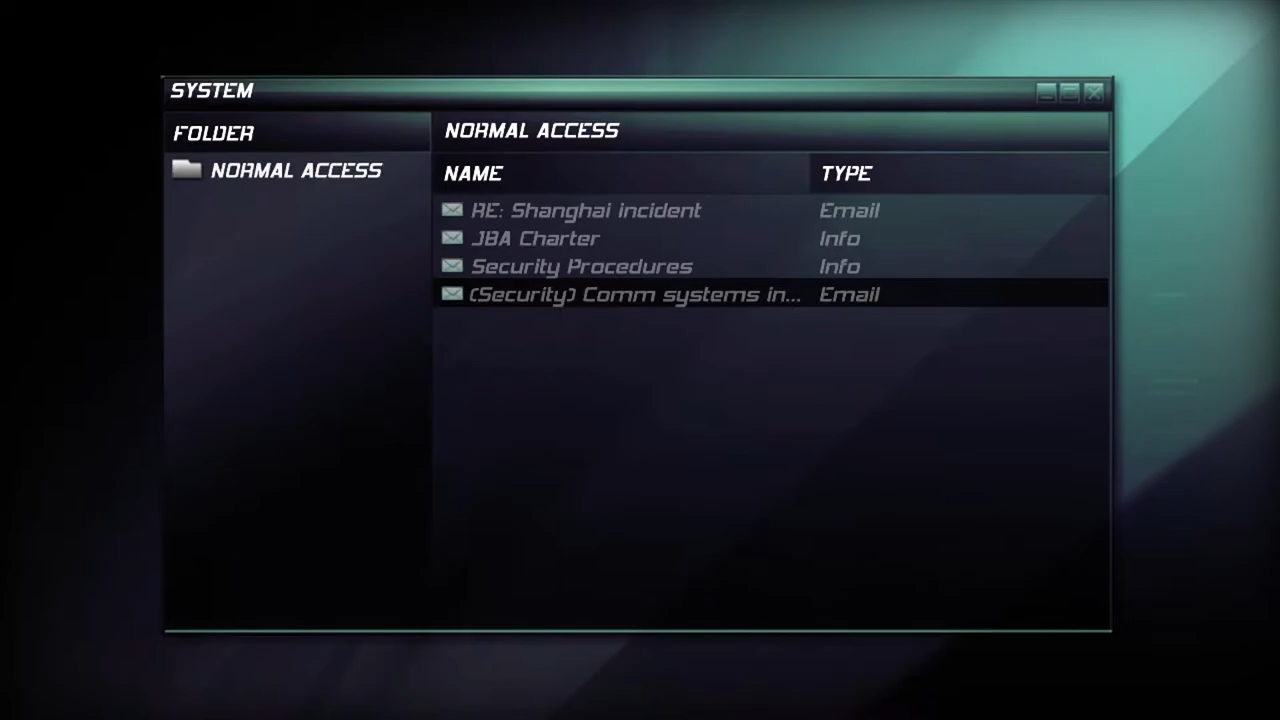 SYSTEM
FOLDER
NORMAL ACCESS
NORMAL ACCESS
NAME TYPE
RE: Shanghai incident Email
JBA Charter Info
Security Procedures Info
(Security) Comm systems in... Email